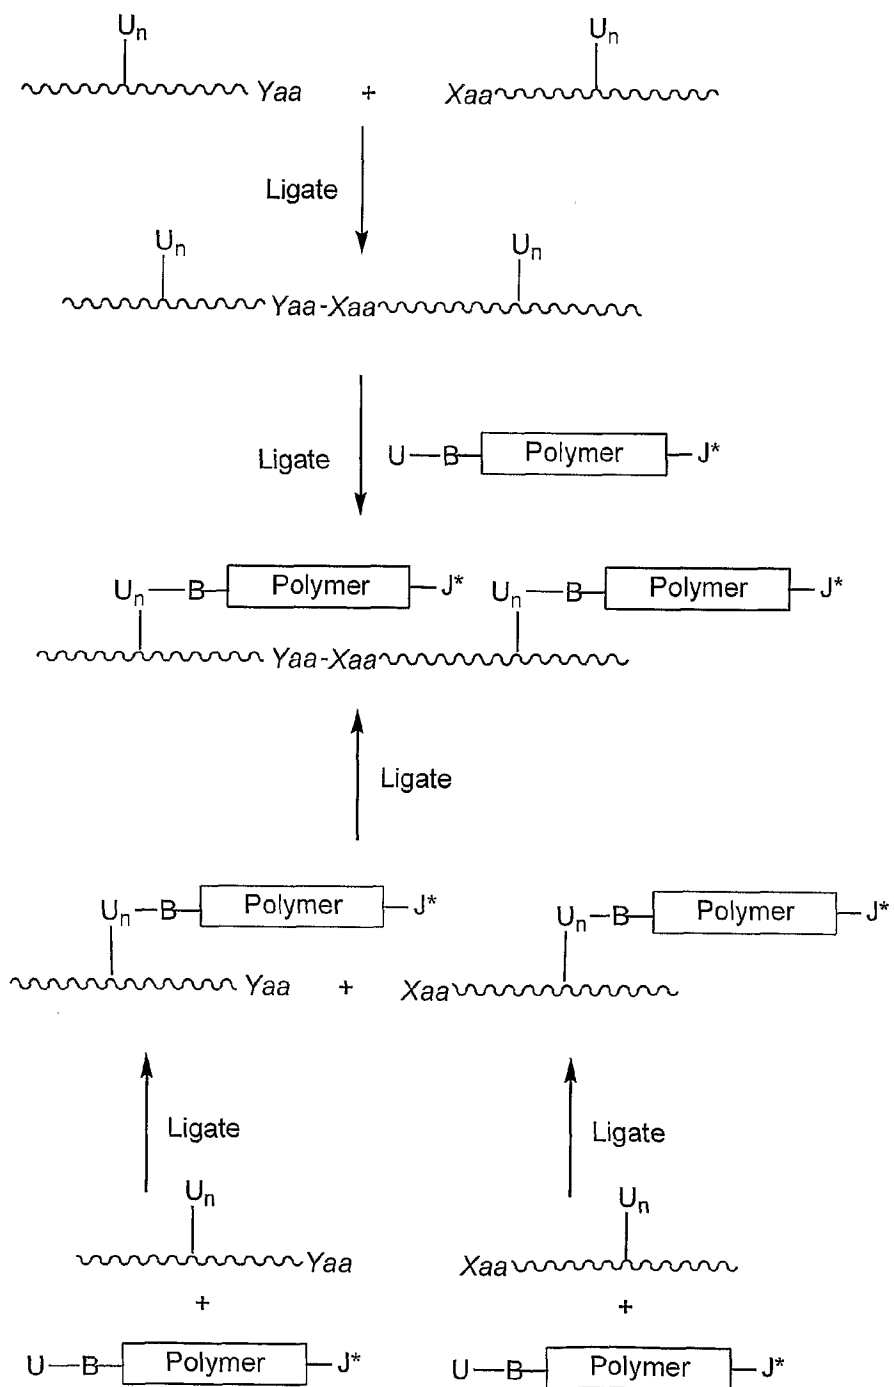 Un Un
Yaa + Xaa
Ligate
Un Un
Yaa-Xaa
Ligate U—B—Polymer—J*
Un—B—Polymer—J* Un—B—Polymer—J*
Yaa-Xaa
Ligate
Un—B—Polymer—J* Un—B—Polymer—J*
Yaa + Xaa
Ligate Ligate
Un Un
Yaa Xaa
+ +
U—B—Polymer—J* U—B—Polymer—J*